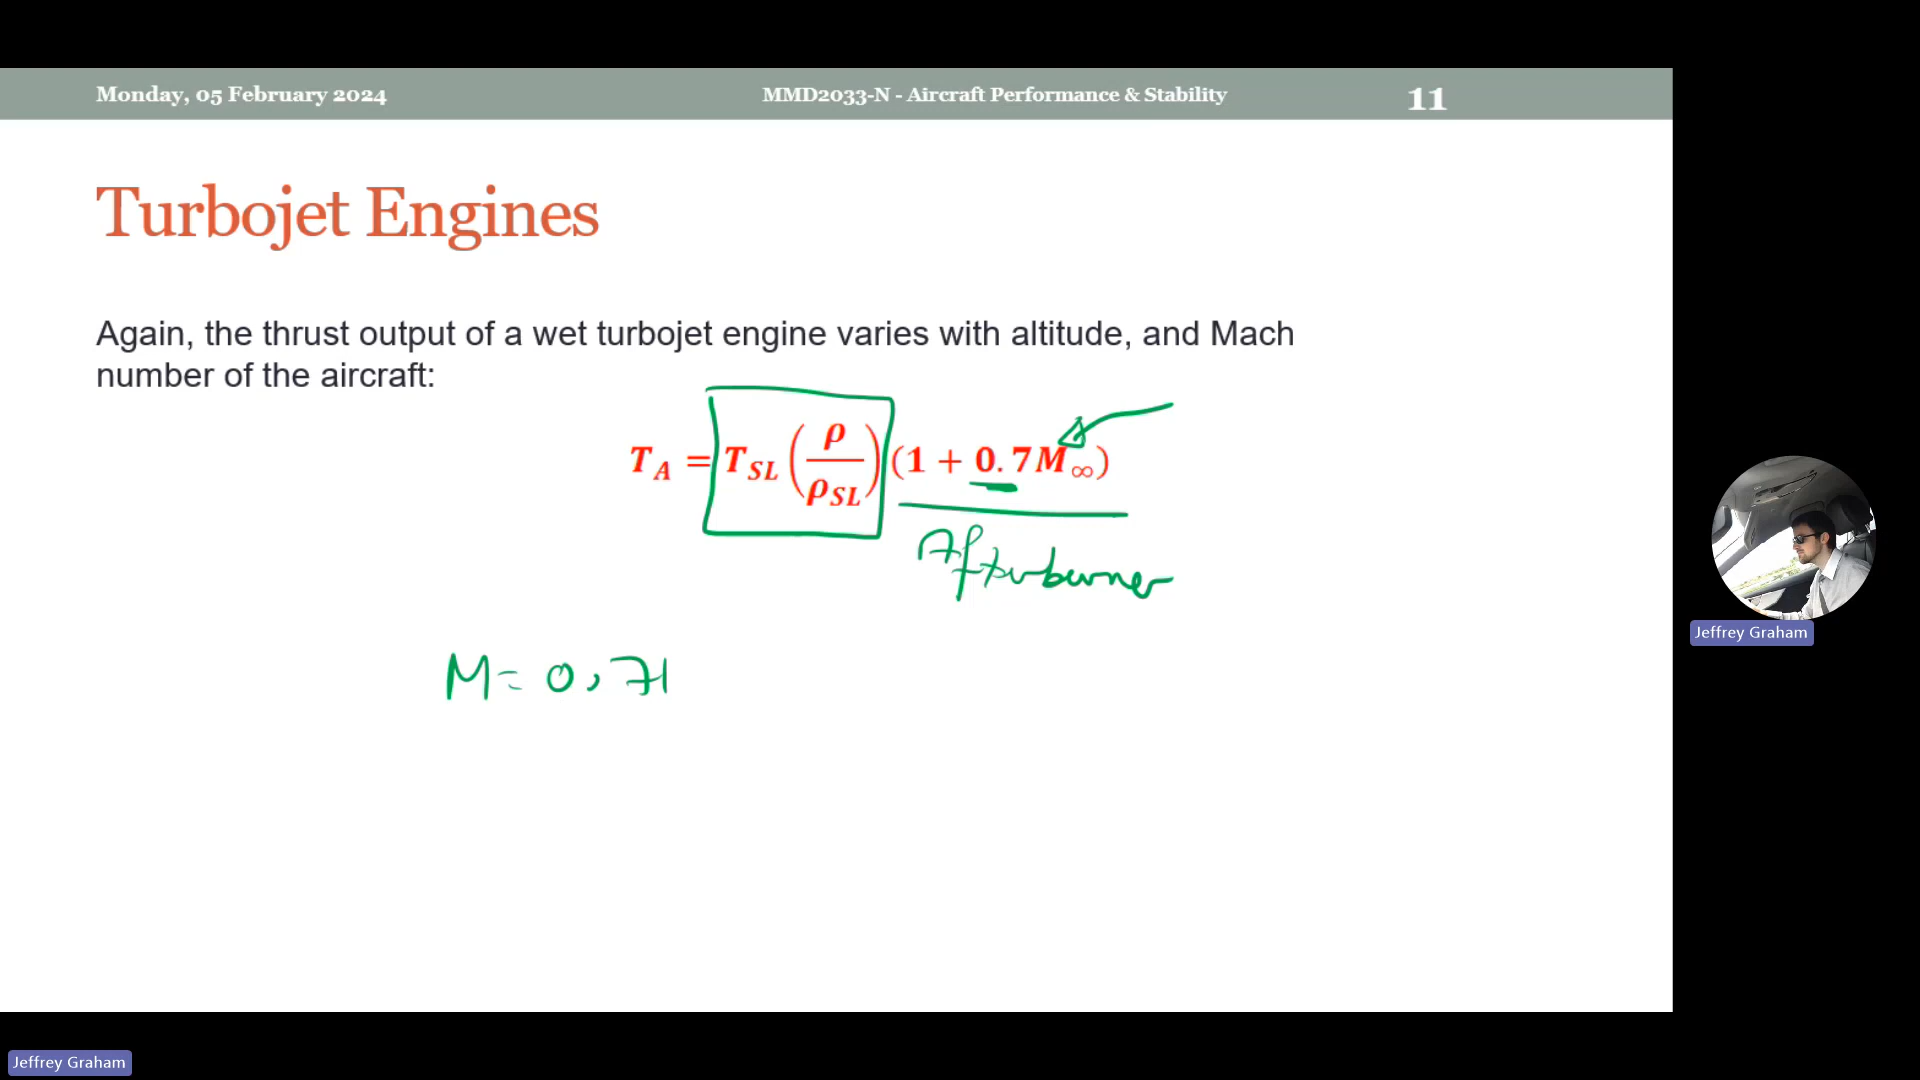 Monday, 05 February 2024 MMD2033-N - Aircraft Performance & Stability 11
Turbojet Engines
Again, the thrust output of a wet turbojet engine varies with altitude, and Mach
number of the aircraft:
T_A = T_SL (ρ/ρ_SL) (1 + 0.7M_∞)
Afterburner
M = 0,71
Jeffrey Graham
Jeffrey Graham